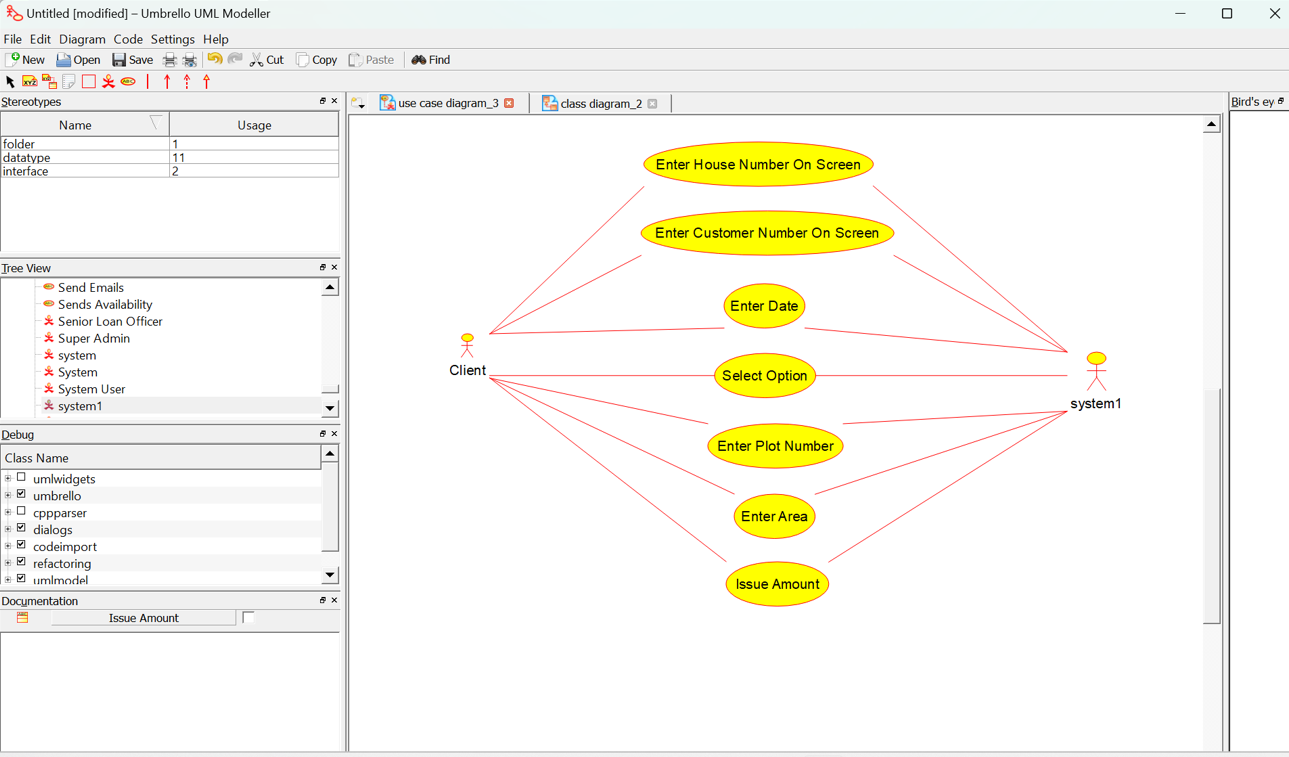 Untitled [modified] – Umbrello UML Modeller
File Edit Diagram Code Settings Help
New Open Save Cut Copy Paste Find
XYZ
Stereotypes
Name Usage
folder 1
datatype 11
interface 2
Tree View
Send Emails
Sends Availability
Senior Loan Officer
Super Admin
system
System
System User
system1
Debug
Class Name
umlwidgets
umbrello
cppparser
dialogs
codeimport
refactoring
umlmodel
Documentation
Issue Amount
use case diagram_3 class diagram_2
Enter House Number On Screen
Enter Customer Number On Screen
Enter Date
Client
Select Option
system1
Enter Plot Number
Enter Area
Issue Amount
Bird's ey